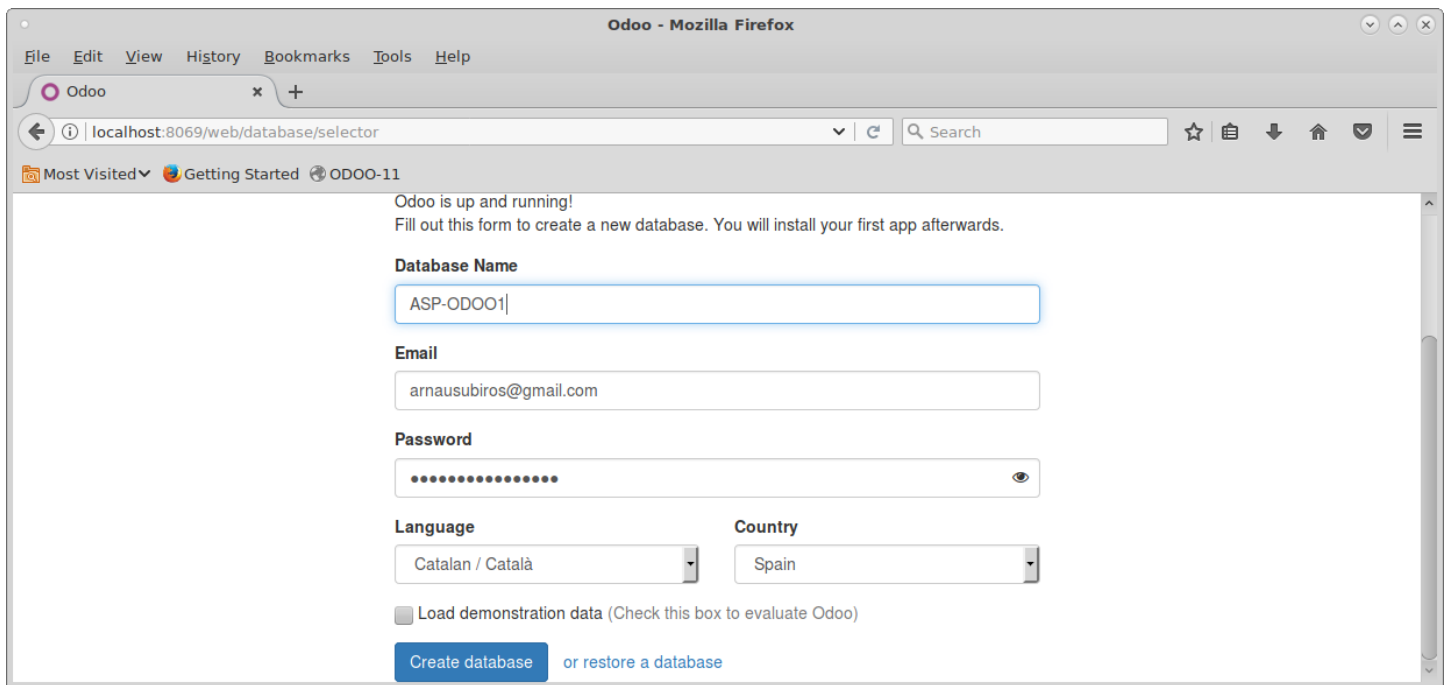 Odoo - Mozilla Firefox
File Edit View History Bookmarks Tools Help
Odoo
localhost:8069/web/database/selector
Search
Most Visited Getting Started ODOO-11
Odoo is up and running!
Fill out this form to create a new database. You will install your first app afterwards.
Database Name
ASP-ODOO1
Email
arnausubiros@gmail.com
Password
••••••••••••••••
Language Country
Catalan / Català Spain
Load demonstration data (Check this box to evaluate Odoo)
Create database or restore a database